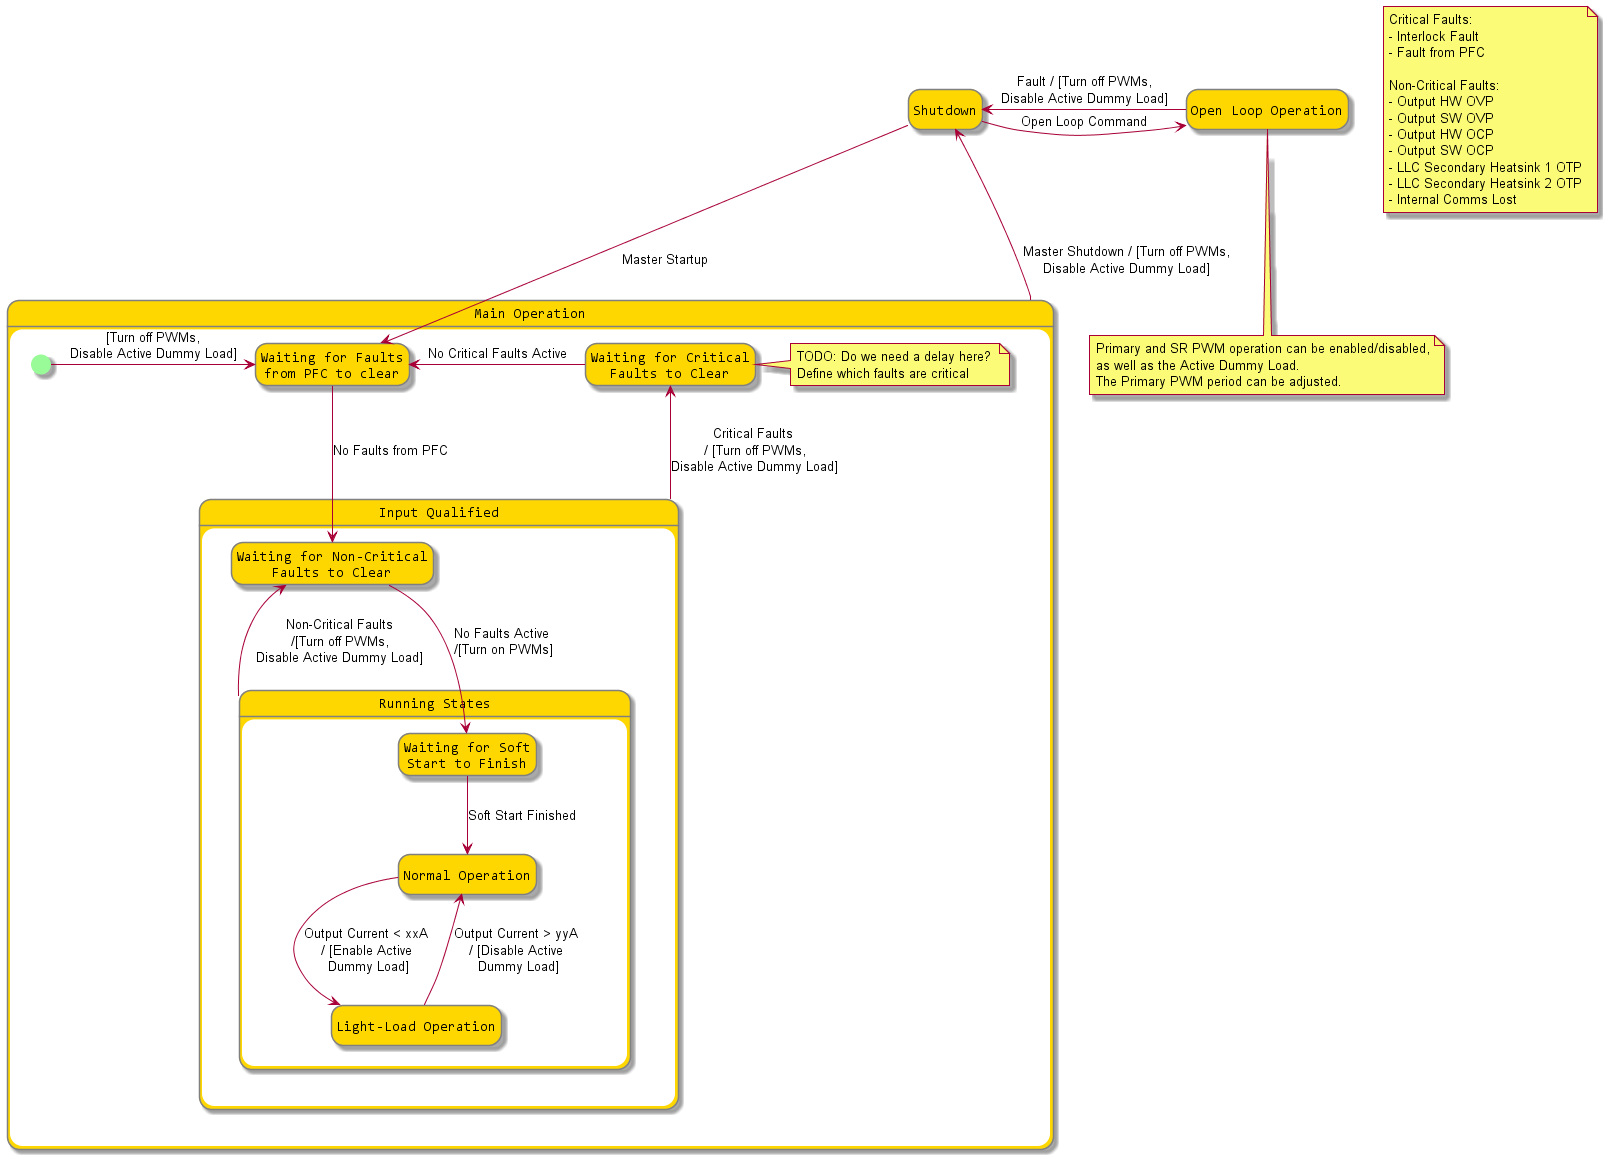 Critical Faults:
- Interlock Fault
- Fault from PFC
Non-Critical Faults:
- Output HW OVP
- Output SW OVP
- Output HW OCP
- Output SW OCP
- LLC Secondary Heatsink 1 OTP
- LLC Secondary Heatsink 2 OTP
- Internal Comms Lost
Fault / [Turn off PWMs,
Disable Active Dummy Load]
Shutdown
Open Loop Operation
Open Loop Command
Master Startup
Master Shutdown / [Turn off PWMs,
Disable Active Dummy Load]
Main Operation
[Turn off PWMs,
Disable Active Dummy Load]
Waiting for Faults
from PFC to clear
No Critical Faults Active
Waiting for Critical
Faults to Clear
TODO: Do we need a delay here?
Define which faults are critical
Primary and SR PWM operation can be enabled/disabled,
as well as the Active Dummy Load.
The Primary PWM period can be adjusted.
No Faults from PFC
Critical Faults
/ [Turn off PWMs,
Disable Active Dummy Load]
Input Qualified
Waiting for Non-Critical
Faults to Clear
Non-Critical Faults
/[Turn off PWMs,
Disable Active Dummy Load]
No Faults Active
/[Turn on PWMs]
Running States
Waiting for Soft
Start to Finish
Soft Start Finished
Normal Operation
Output Current < xxA
/ [Enable Active
Dummy Load]
Output Current > yyA
/ [Disable Active
Dummy Load]
Light-Load Operation